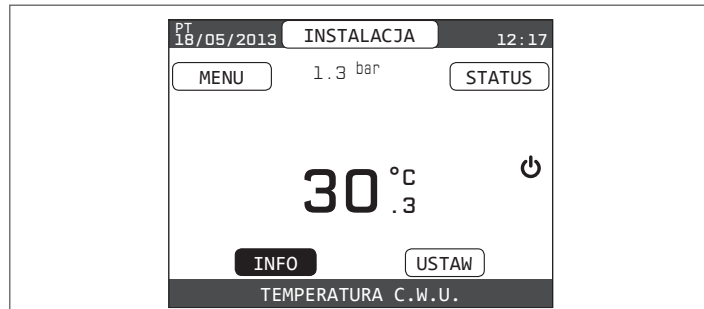 PT
18/05/2013 INSTALACJA 12:17
MENU 1.3 bar STATUS
30.3 °C
INFO USTAW
TEMPERATURA C.W.U.